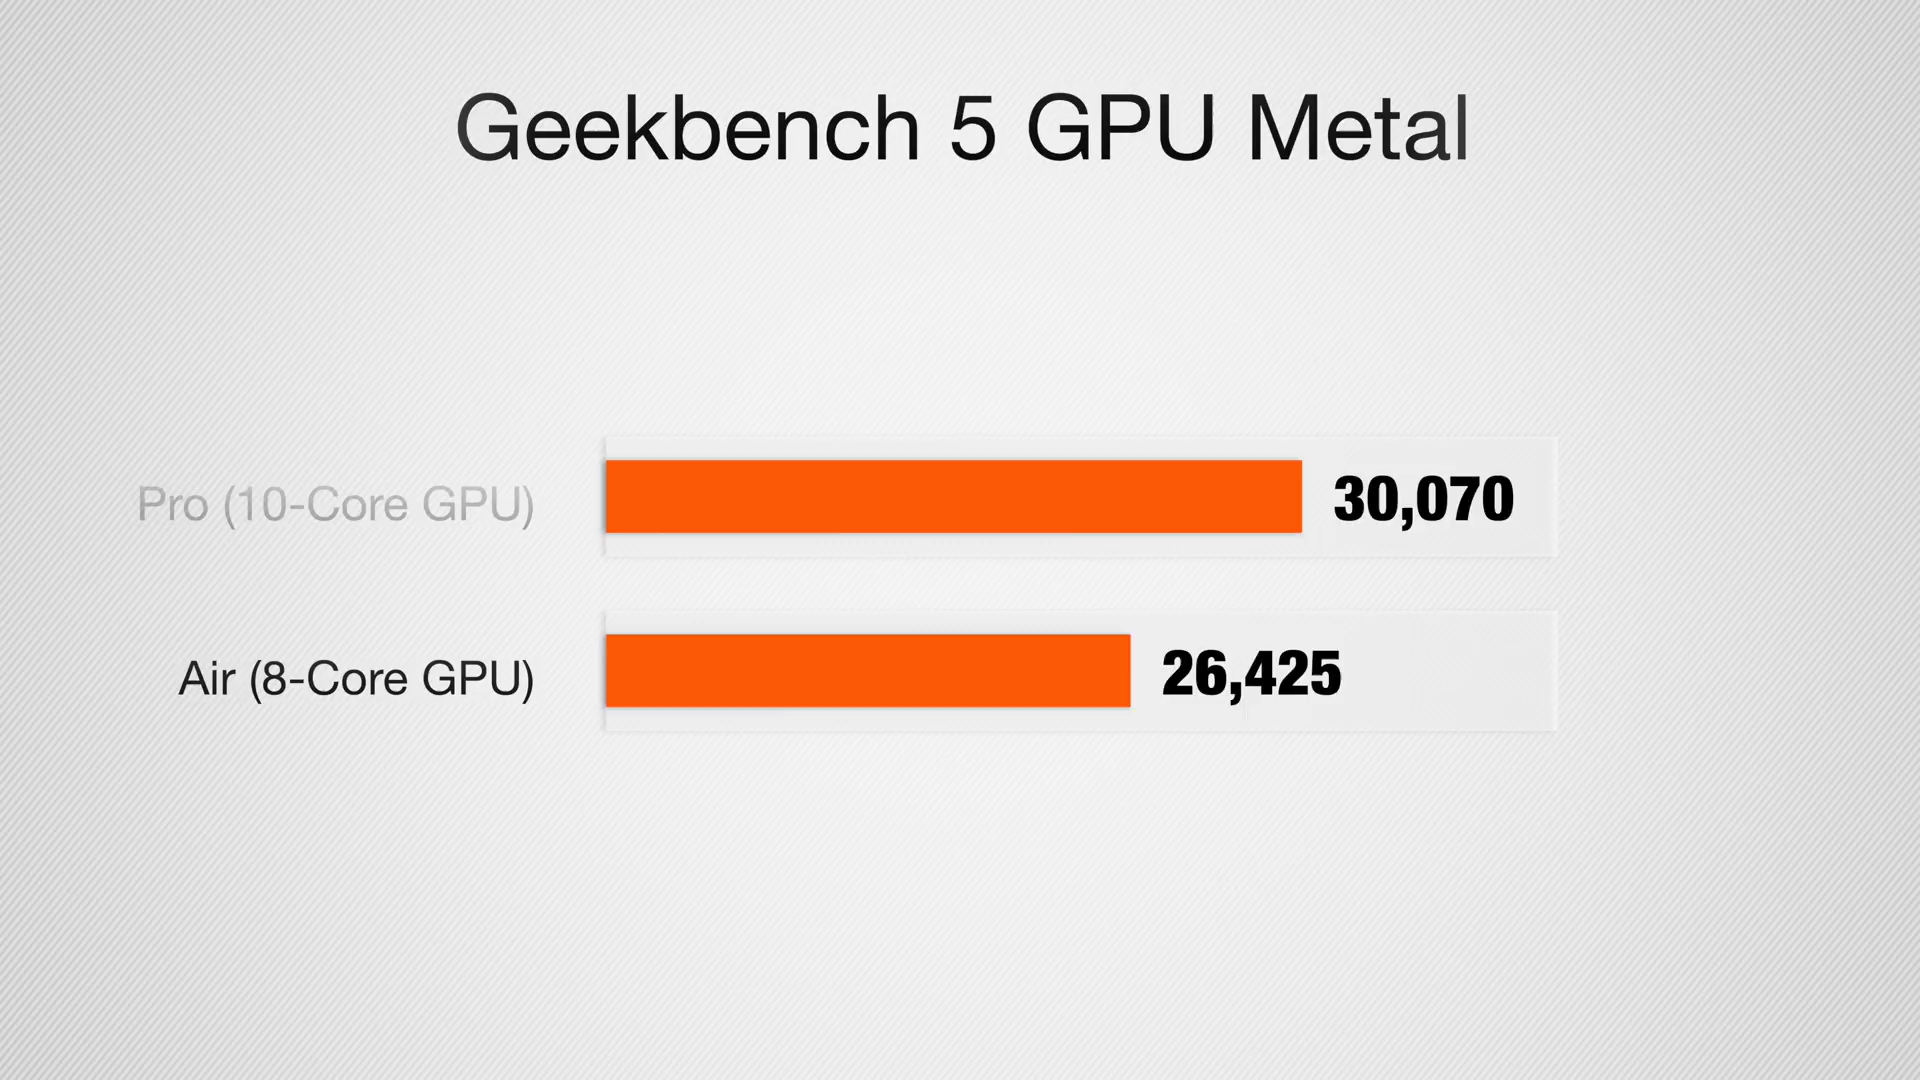 Geekbench 5 GPU Metal
Pro (10-Core GPU) 30,070
Air (8-Core GPU) 26,425